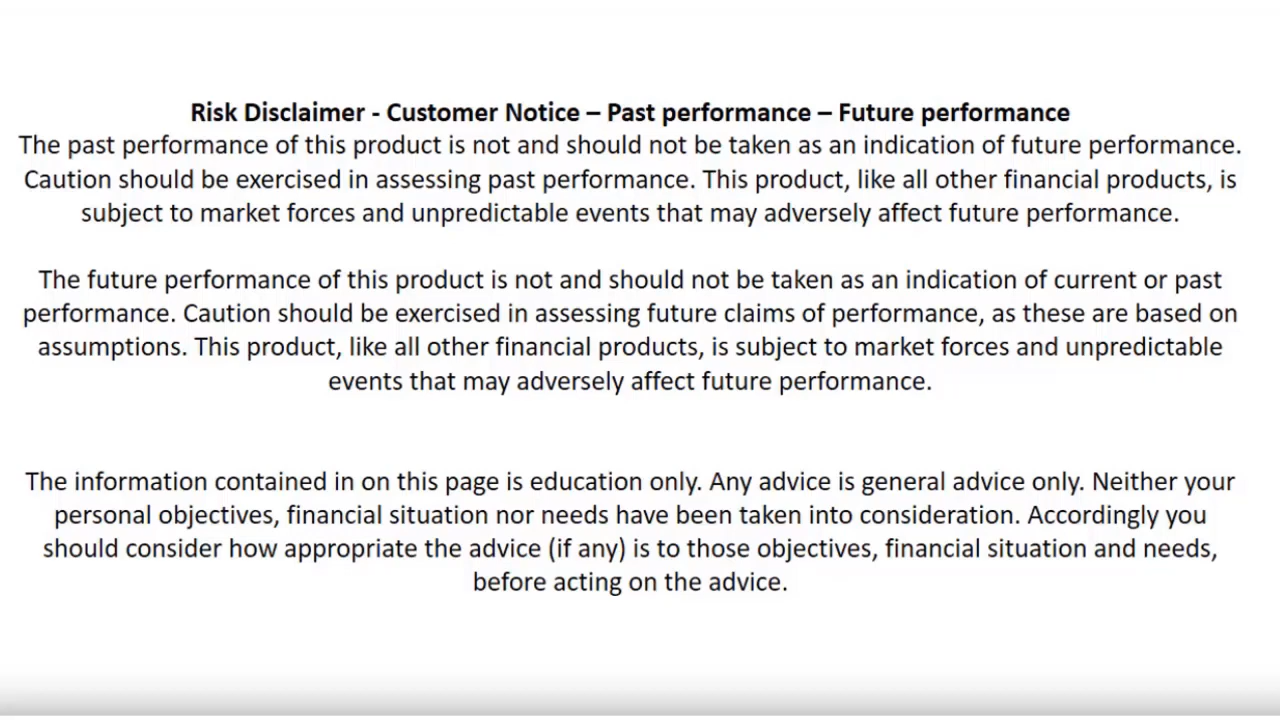 Risk Disclaimer - Customer Notice – Past performance – Future performance
The past performance of this product is not and should not be taken as an indication of future performance.
Caution should be exercised in assessing past performance. This product, like all other financial products, is
subject to market forces and unpredictable events that may adversely affect future performance.
The future performance of this product is not and should not be taken as an indication of current or past
performance. Caution should be exercised in assessing future claims of performance, as these are based on
assumptions. This product, like all other financial products, is subject to market forces and unpredictable
events that may adversely affect future performance.
The information contained in on this page is education only. Any advice is general advice only. Neither your
personal objectives, financial situation nor needs have been taken into consideration. Accordingly you
should consider how appropriate the advice (if any) is to those objectives, financial situation and needs,
before acting on the advice.